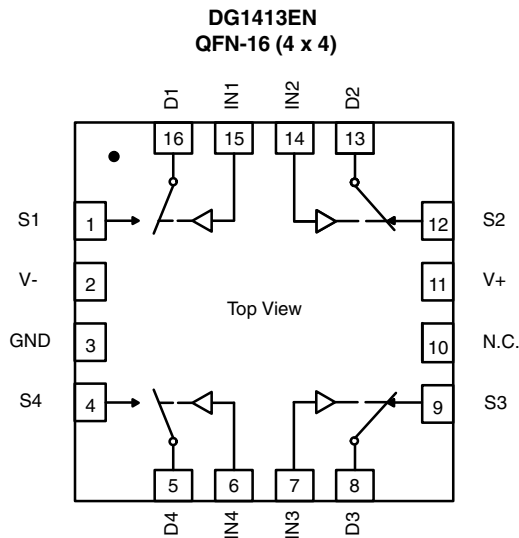 DG1413EN
QFN-16 (4 x 4)
D1 IN1 IN2 D2
16 15 14 13
S1 1 12 S2
V- 2 11 V+
Top View
GND 3 10 N.C.
S4 4 9 S3
5 6 7 8
D4 IN4 IN3 D3